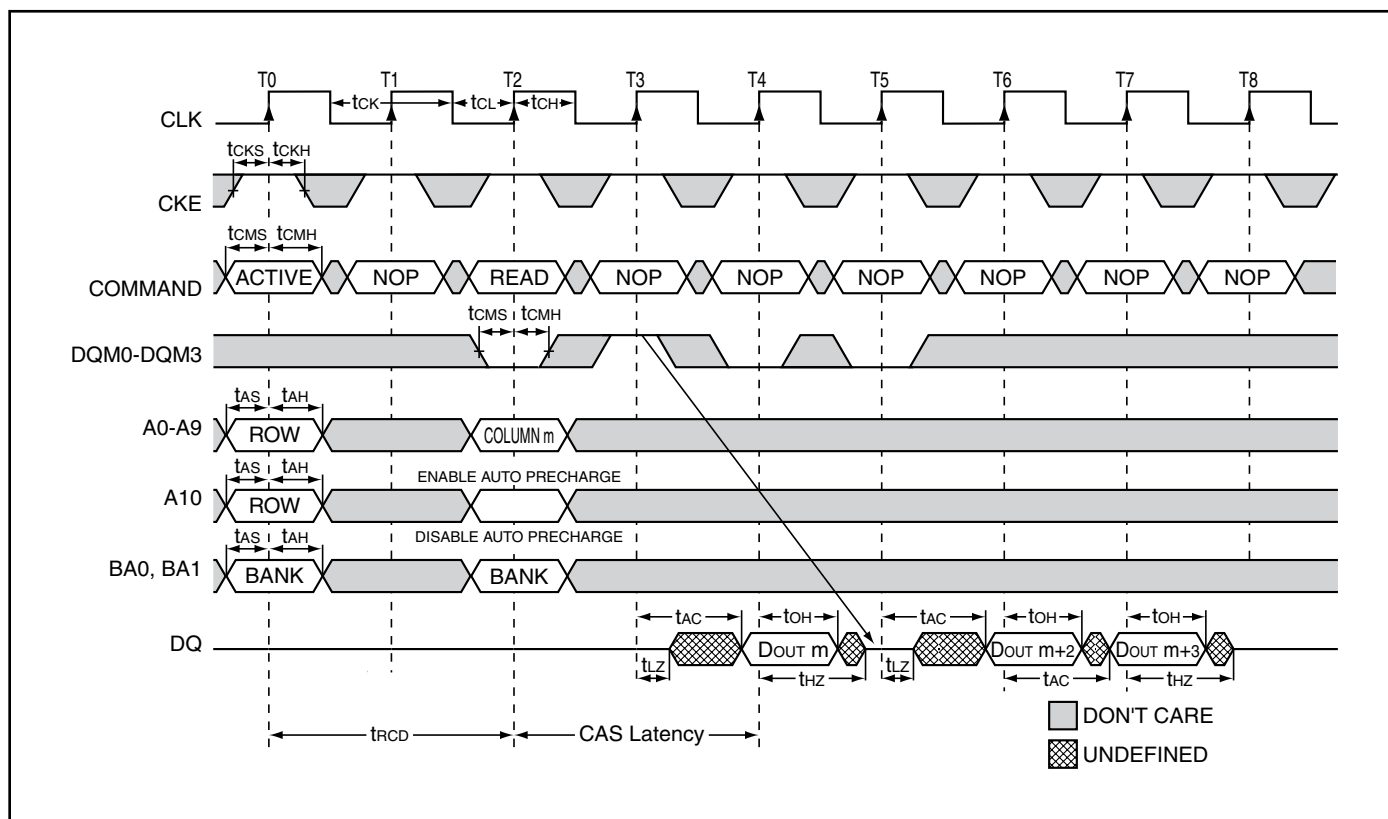 T0 T1 T2 T3 T4 T5 T6 T7 T8
CLK
tCK tCL tCH
tCKS tCKH
CKE
tCMS tCMH
COMMAND
ACTIVE NOP READ NOP NOP NOP NOP NOP NOP
tCMS tCMH
DQM0-DQM3
tAS tAH
A0-A9
ROW COLUMN m
tAS tAH
ENABLE AUTO PRECHARGE
A10
ROW
tAS tAH
DISABLE AUTO PRECHARGE
BA0, BA1
BANK BANK
tAC tOH tAC tOH tOH
DQ
DOUT m DOUT m+2 DOUT m+3
tLZ tHZ tLZ tAC tHZ
tRCD CAS Latency
DON'T CARE
UNDEFINED